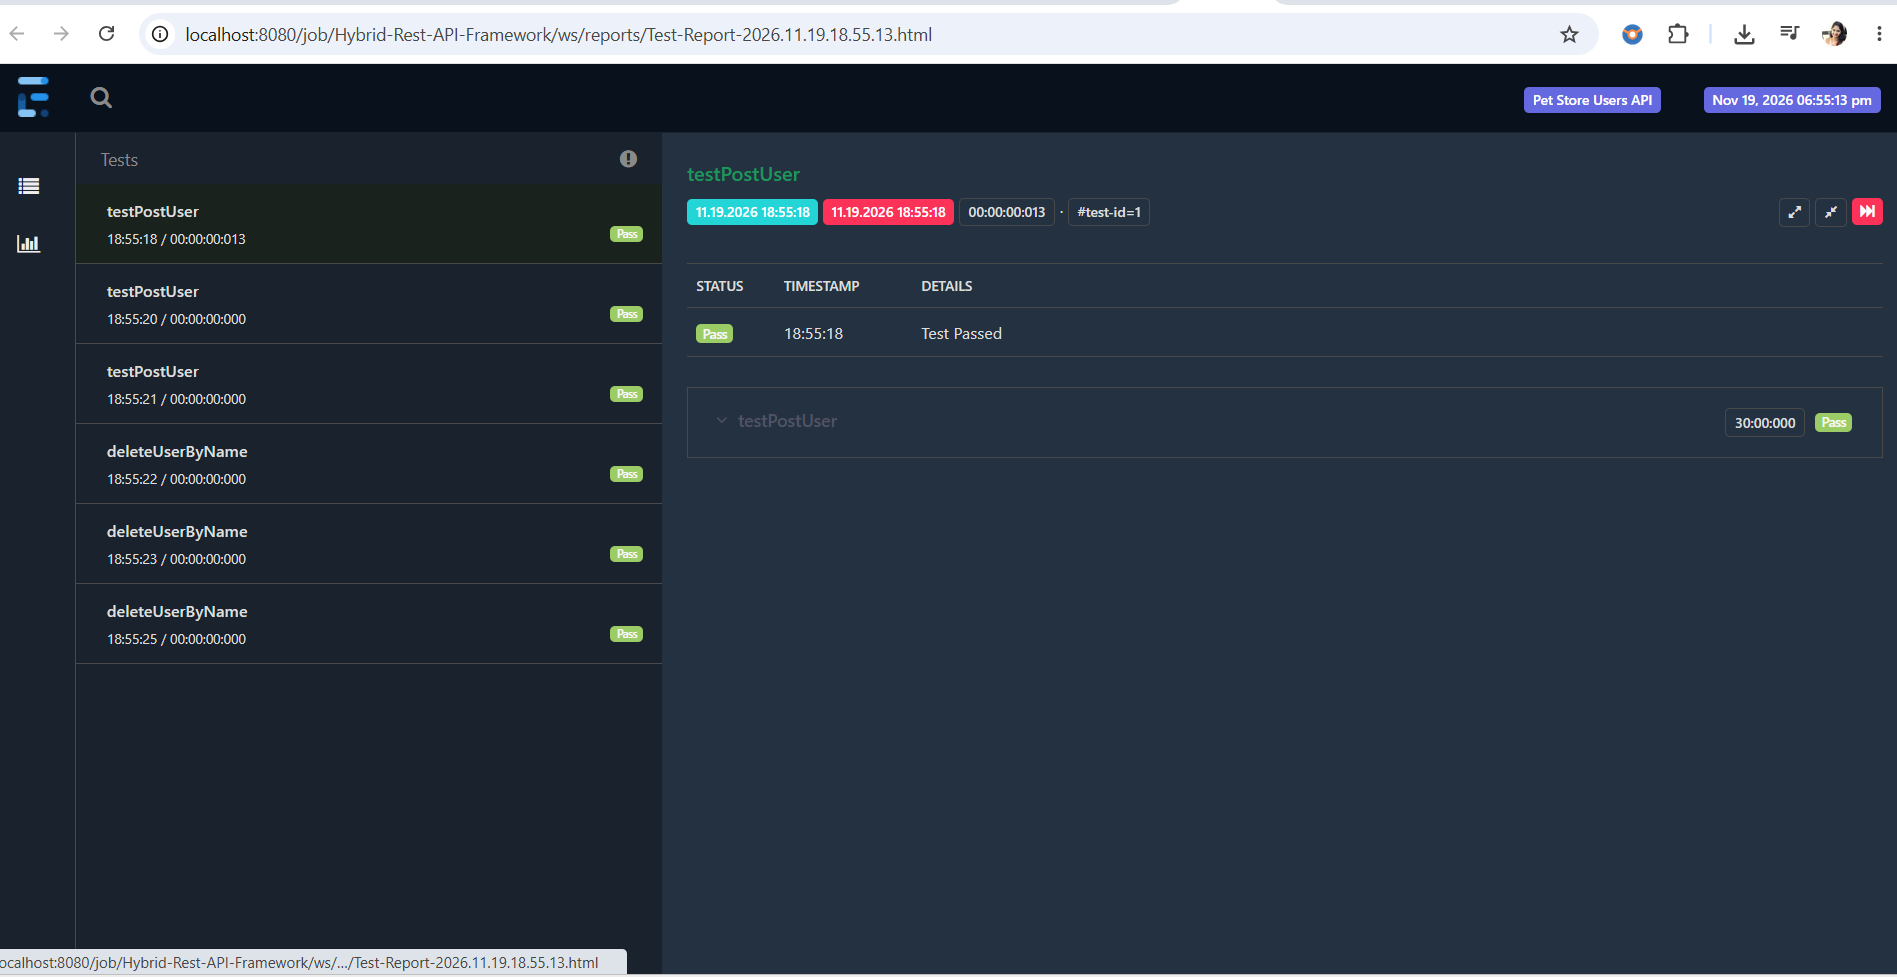 localhost:8080/job/Hybrid-Rest-API-Framework/ws/reports/Test-Report-2026.11.19.18.55.13.html
Pet Store Users API
Nov 19, 2026 06:55:13 pm
Tests
testPostUser
18:55:18 / 00:00:00:013
Pass
testPostUser
18:55:20 / 00:00:00:000
Pass
testPostUser
18:55:21 / 00:00:00:000
Pass
deleteUserByName
18:55:22 / 00:00:00:000
Pass
deleteUserByName
18:55:23 / 00:00:00:000
Pass
deleteUserByName
18:55:25 / 00:00:00:000
Pass
testPostUser
11.19.2026 18:55:18 11.19.2026 18:55:18 00:00:00:013 · #test-id=1
STATUS TIMESTAMP DETAILS
Pass 18:55:18 Test Passed
testPostUser 30:00:000 Pass
ocalhost:8080/job/Hybrid-Rest-API-Framework/ws/.../Test-Report-2026.11.19.18.55.13.html